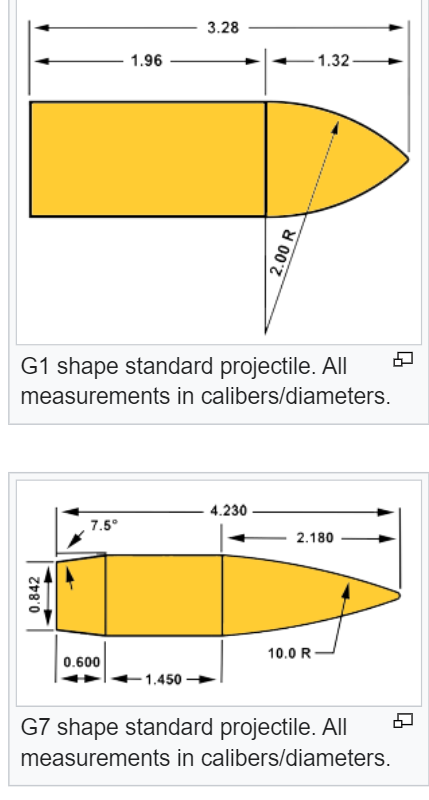 3.28
1.96
1.32
2.00 R
G1 shape standard projectile. All
measurements in calibers/diameters.
4.230
7.5°
2.180
0.842
10.0 R
0.600
1.450
G7 shape standard projectile. All
measurements in calibers/diameters.